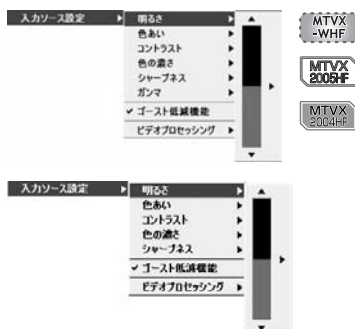 入力ソース設定 明るさ
色あい
コントラスト
色の濃さ
シャープネス
ガンマ
ゴースト低減機能
ビデオプロセッシング
MTVX
-WHF
MTVX
2005HF
MTVX
2004HF
入力ソース設定 明るさ
色あい
コントラスト
色の濃さ
シャープネス
ゴースト低減機能
ビデオプロセッシング